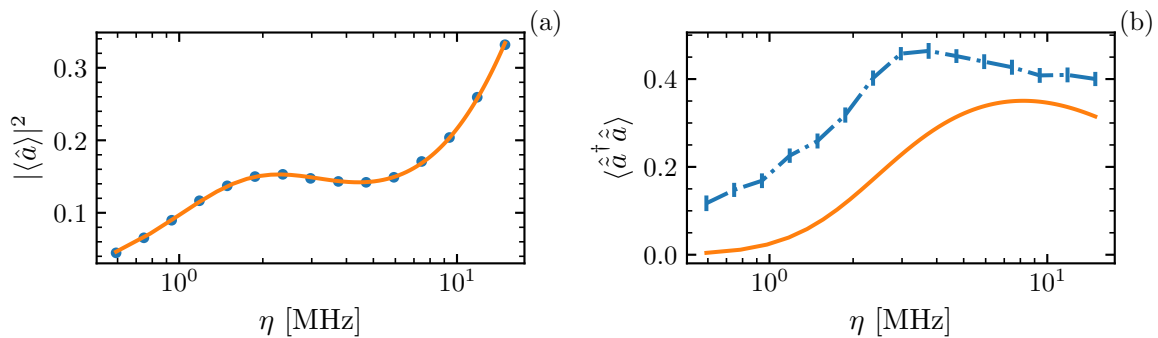 (a)
|⟨â⟩|²
0.3
0.2
0.1
10⁰
10¹
η [MHz]
(b)
⟨ẫ†ẫ⟩
0.4
0.2
0.0
10⁰
10¹
η [MHz]